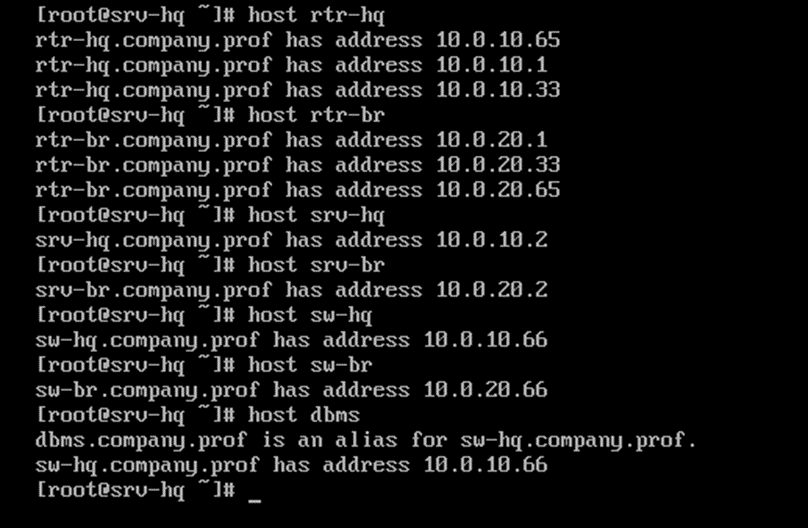 [root@srv-hq ~]# host rtr-hq
rtr-hq.company.prof has address 10.0.10.65
rtr-hq.company.prof has address 10.0.10.1
rtr-hq.company.prof has address 10.0.10.33
[root@srv-hq ~]# host rtr-br
rtr-br.company.prof has address 10.0.20.1
rtr-br.company.prof has address 10.0.20.33
rtr-br.company.prof has address 10.0.20.65
[root@srv-hq ~]# host srv-hq
srv-hq.company.prof has address 10.0.10.2
[root@srv-hq ~]# host srv-br
srv-br.company.prof has address 10.0.20.2
[root@srv-hq ~]# host sw-hq
sw-hq.company.prof has address 10.0.10.66
[root@srv-hq ~]# host sw-br
sw-br.company.prof has address 10.0.20.66
[root@srv-hq ~]# host dbms
dbms.company.prof is an alias for sw-hq.company.prof.
sw-hq.company.prof has address 10.0.10.66
[root@srv-hq ~]# _